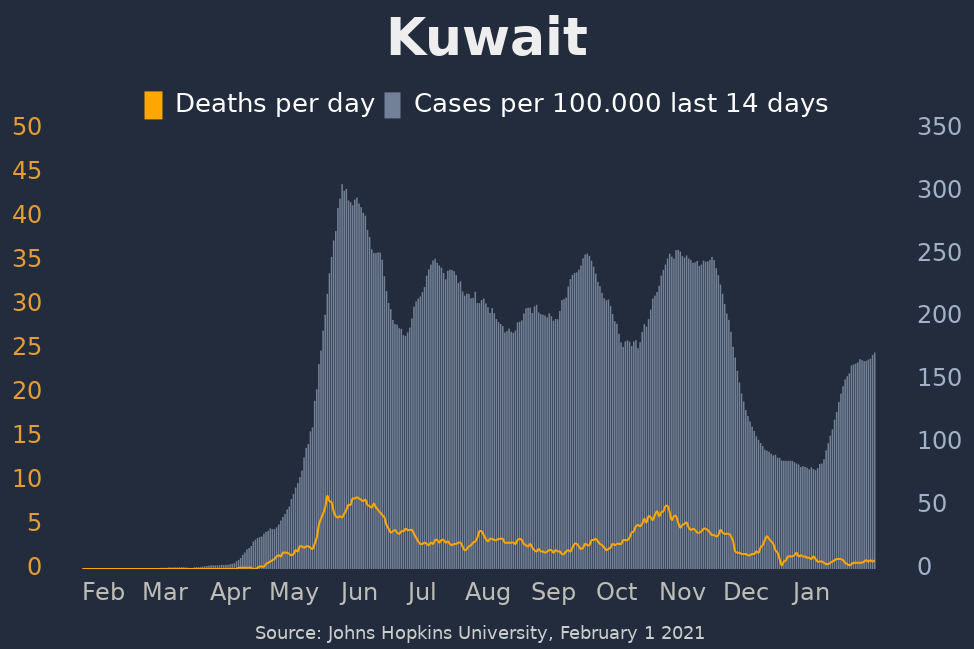 Kuwait
Deaths per day Cases per 100.000 last 14 days
50 350
45
40 300
35 250
30
25 200
20 150
15 100
10
5 50
0 0
Feb Mar Apr May Jun Jul Aug Sep Oct Nov Dec Jan
Source: Johns Hopkins University, February 1 2021